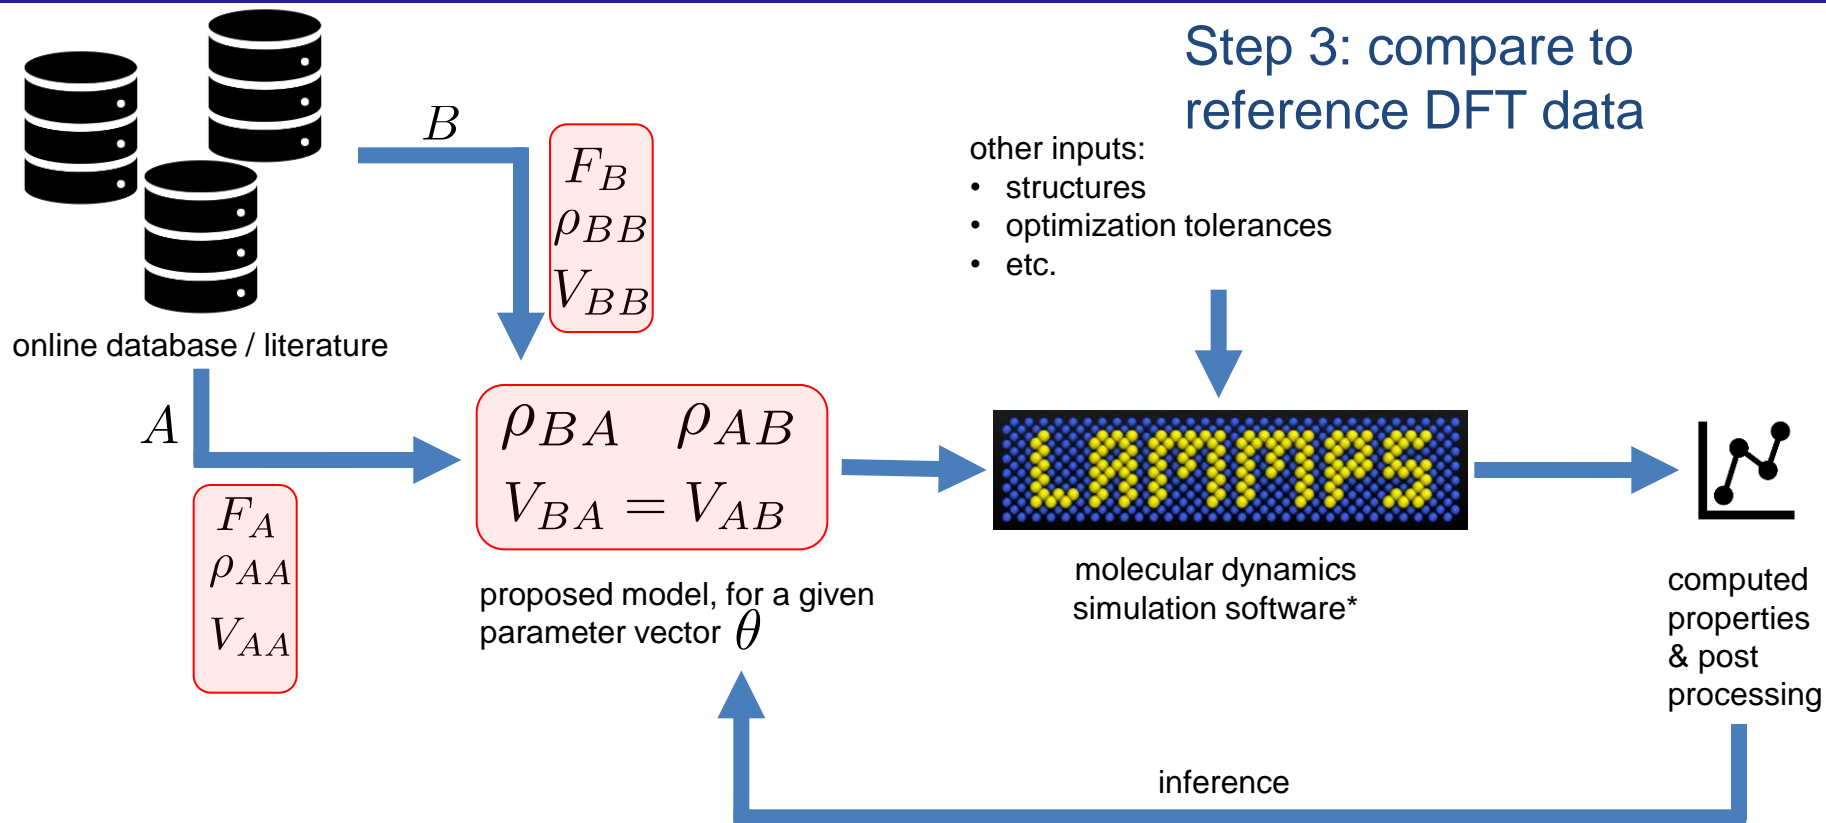 Step 3: compare to
reference DFT data
B
F_B
ρ_BB
V_BB
other inputs:
• structures
• optimization tolerances
• etc.
online database / literature
A
F_A
ρ_AA
V_AA
ρ_BA ρ_AB
V_BA = V_AB
proposed model, for a given
parameter vector θ
LAMMPS
molecular dynamics
simulation software*
computed
properties
& post
processing
inference